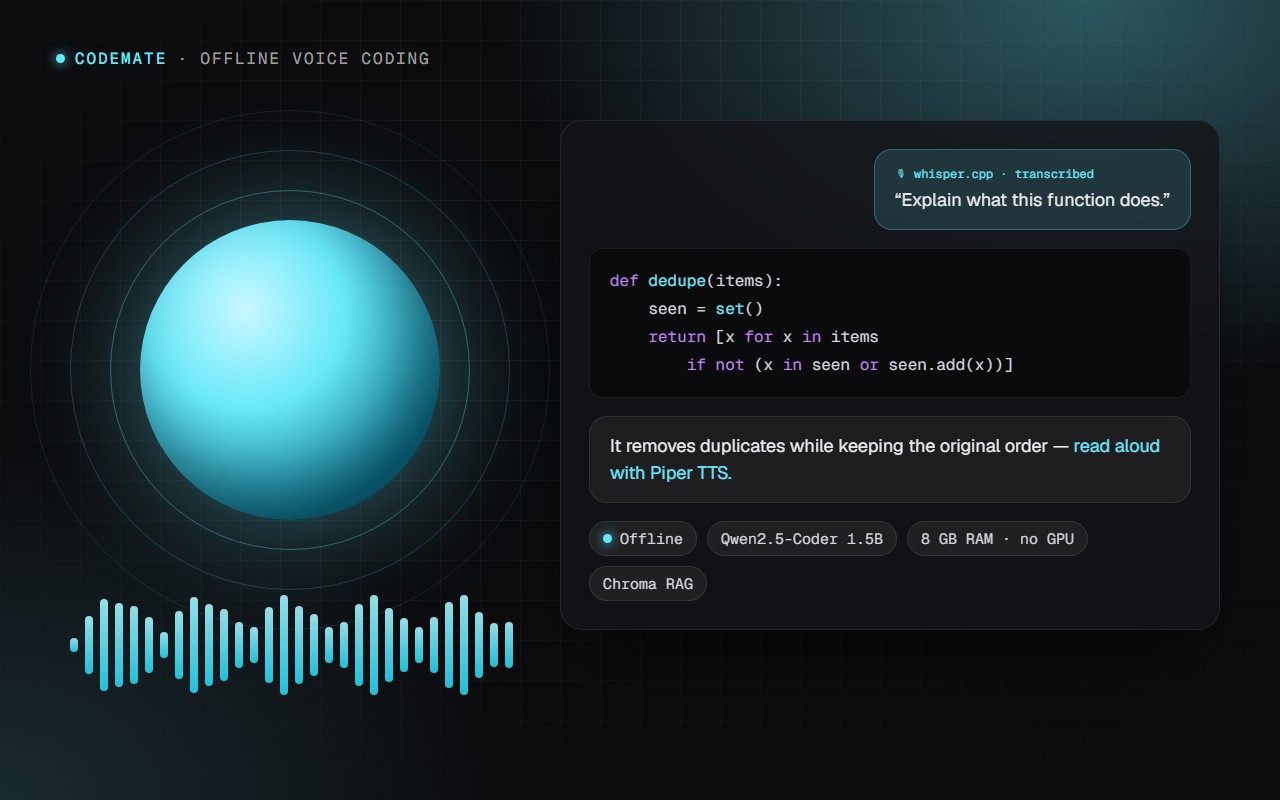 CODEMATE · OFFLINE VOICE CODING
whisper.cpp · transcribed
“Explain what this function does.”
def dedupe(items):
    seen = set()
    return [x for x in items
        if not (x in seen or seen.add(x))]
It removes duplicates while keeping the original order — read aloud
with Piper TTS.
Offline
Qwen2.5-Coder 1.5B
8 GB RAM · no GPU
Chroma RAG